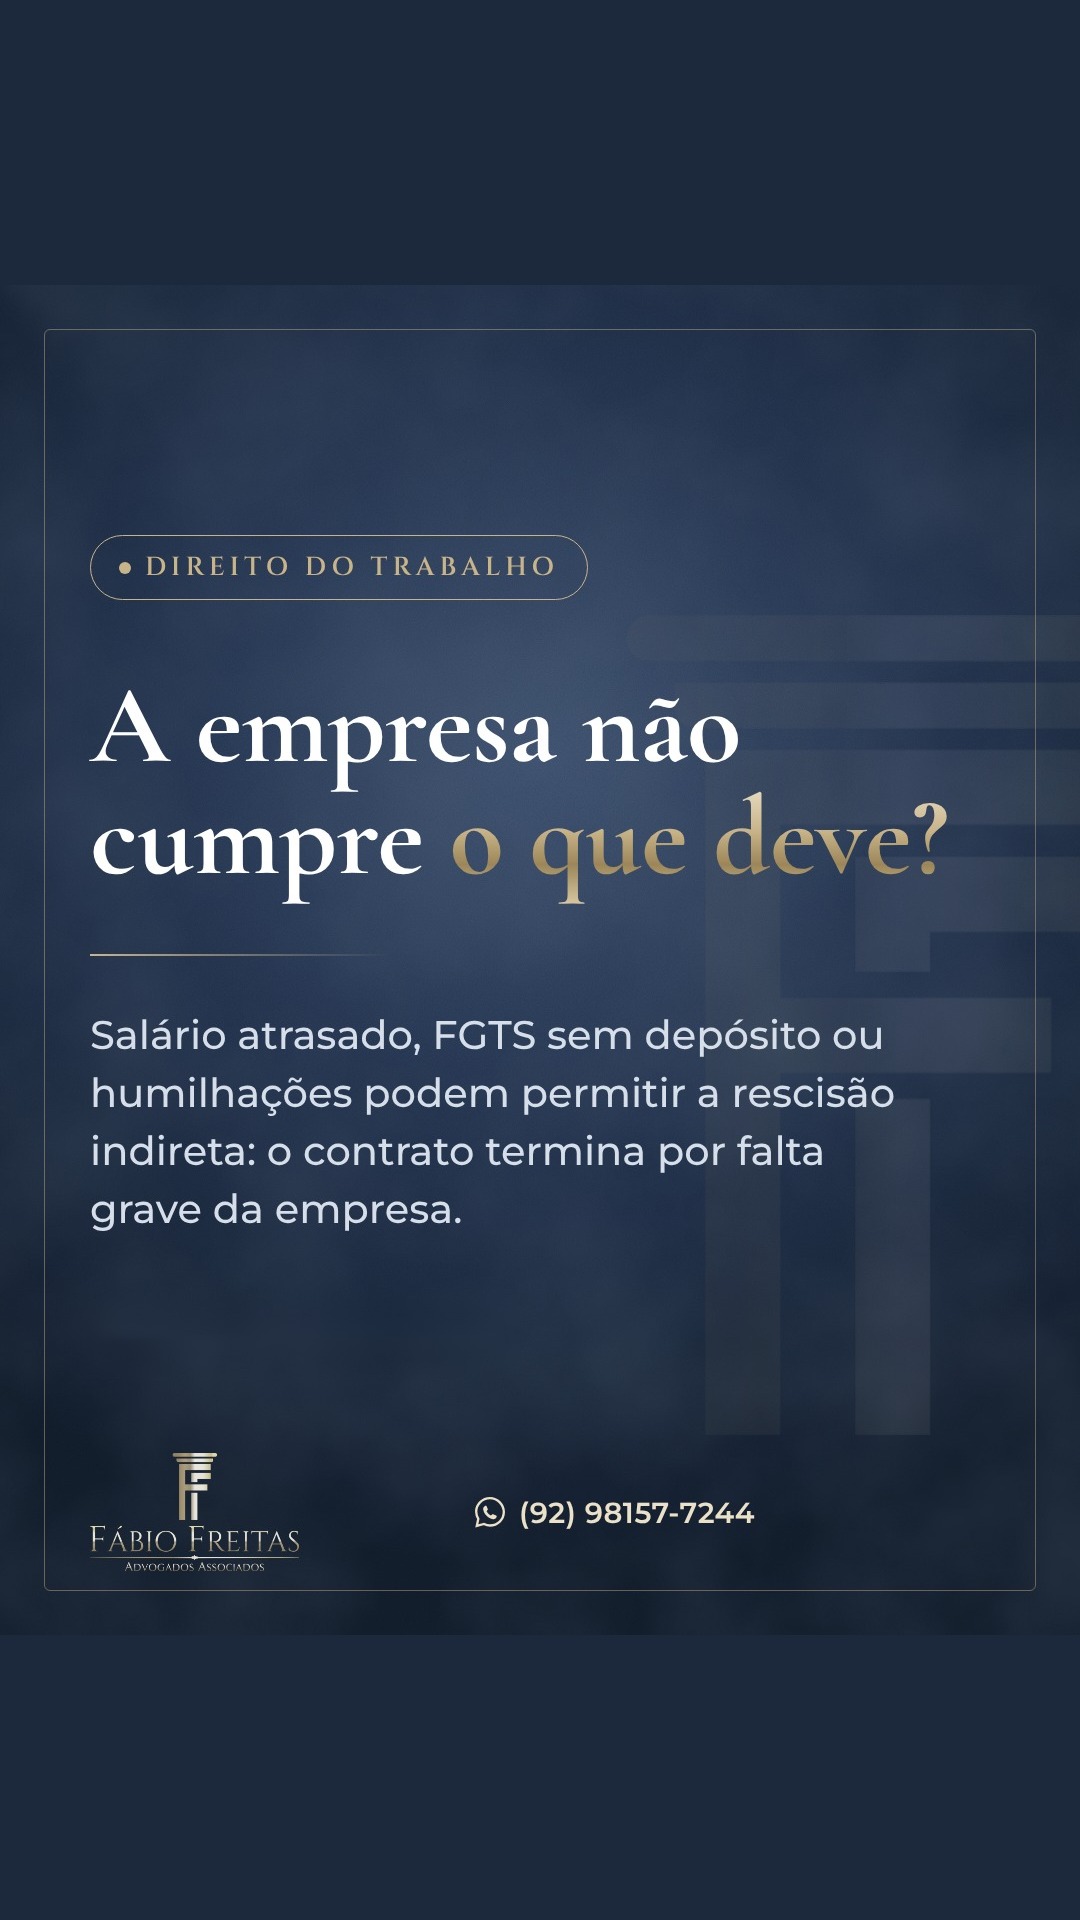 DIREITO DO TRABALHO
A empresa não
cumpre o que deve?
Salário atrasado, FGTS sem depósito ou
humilhações podem permitir a rescisão
indireta: o contrato termina por falta
grave da empresa.
FÁBIO FREITAS
ADVOGADOS ASSOCIADOS
(92) 98157-7244